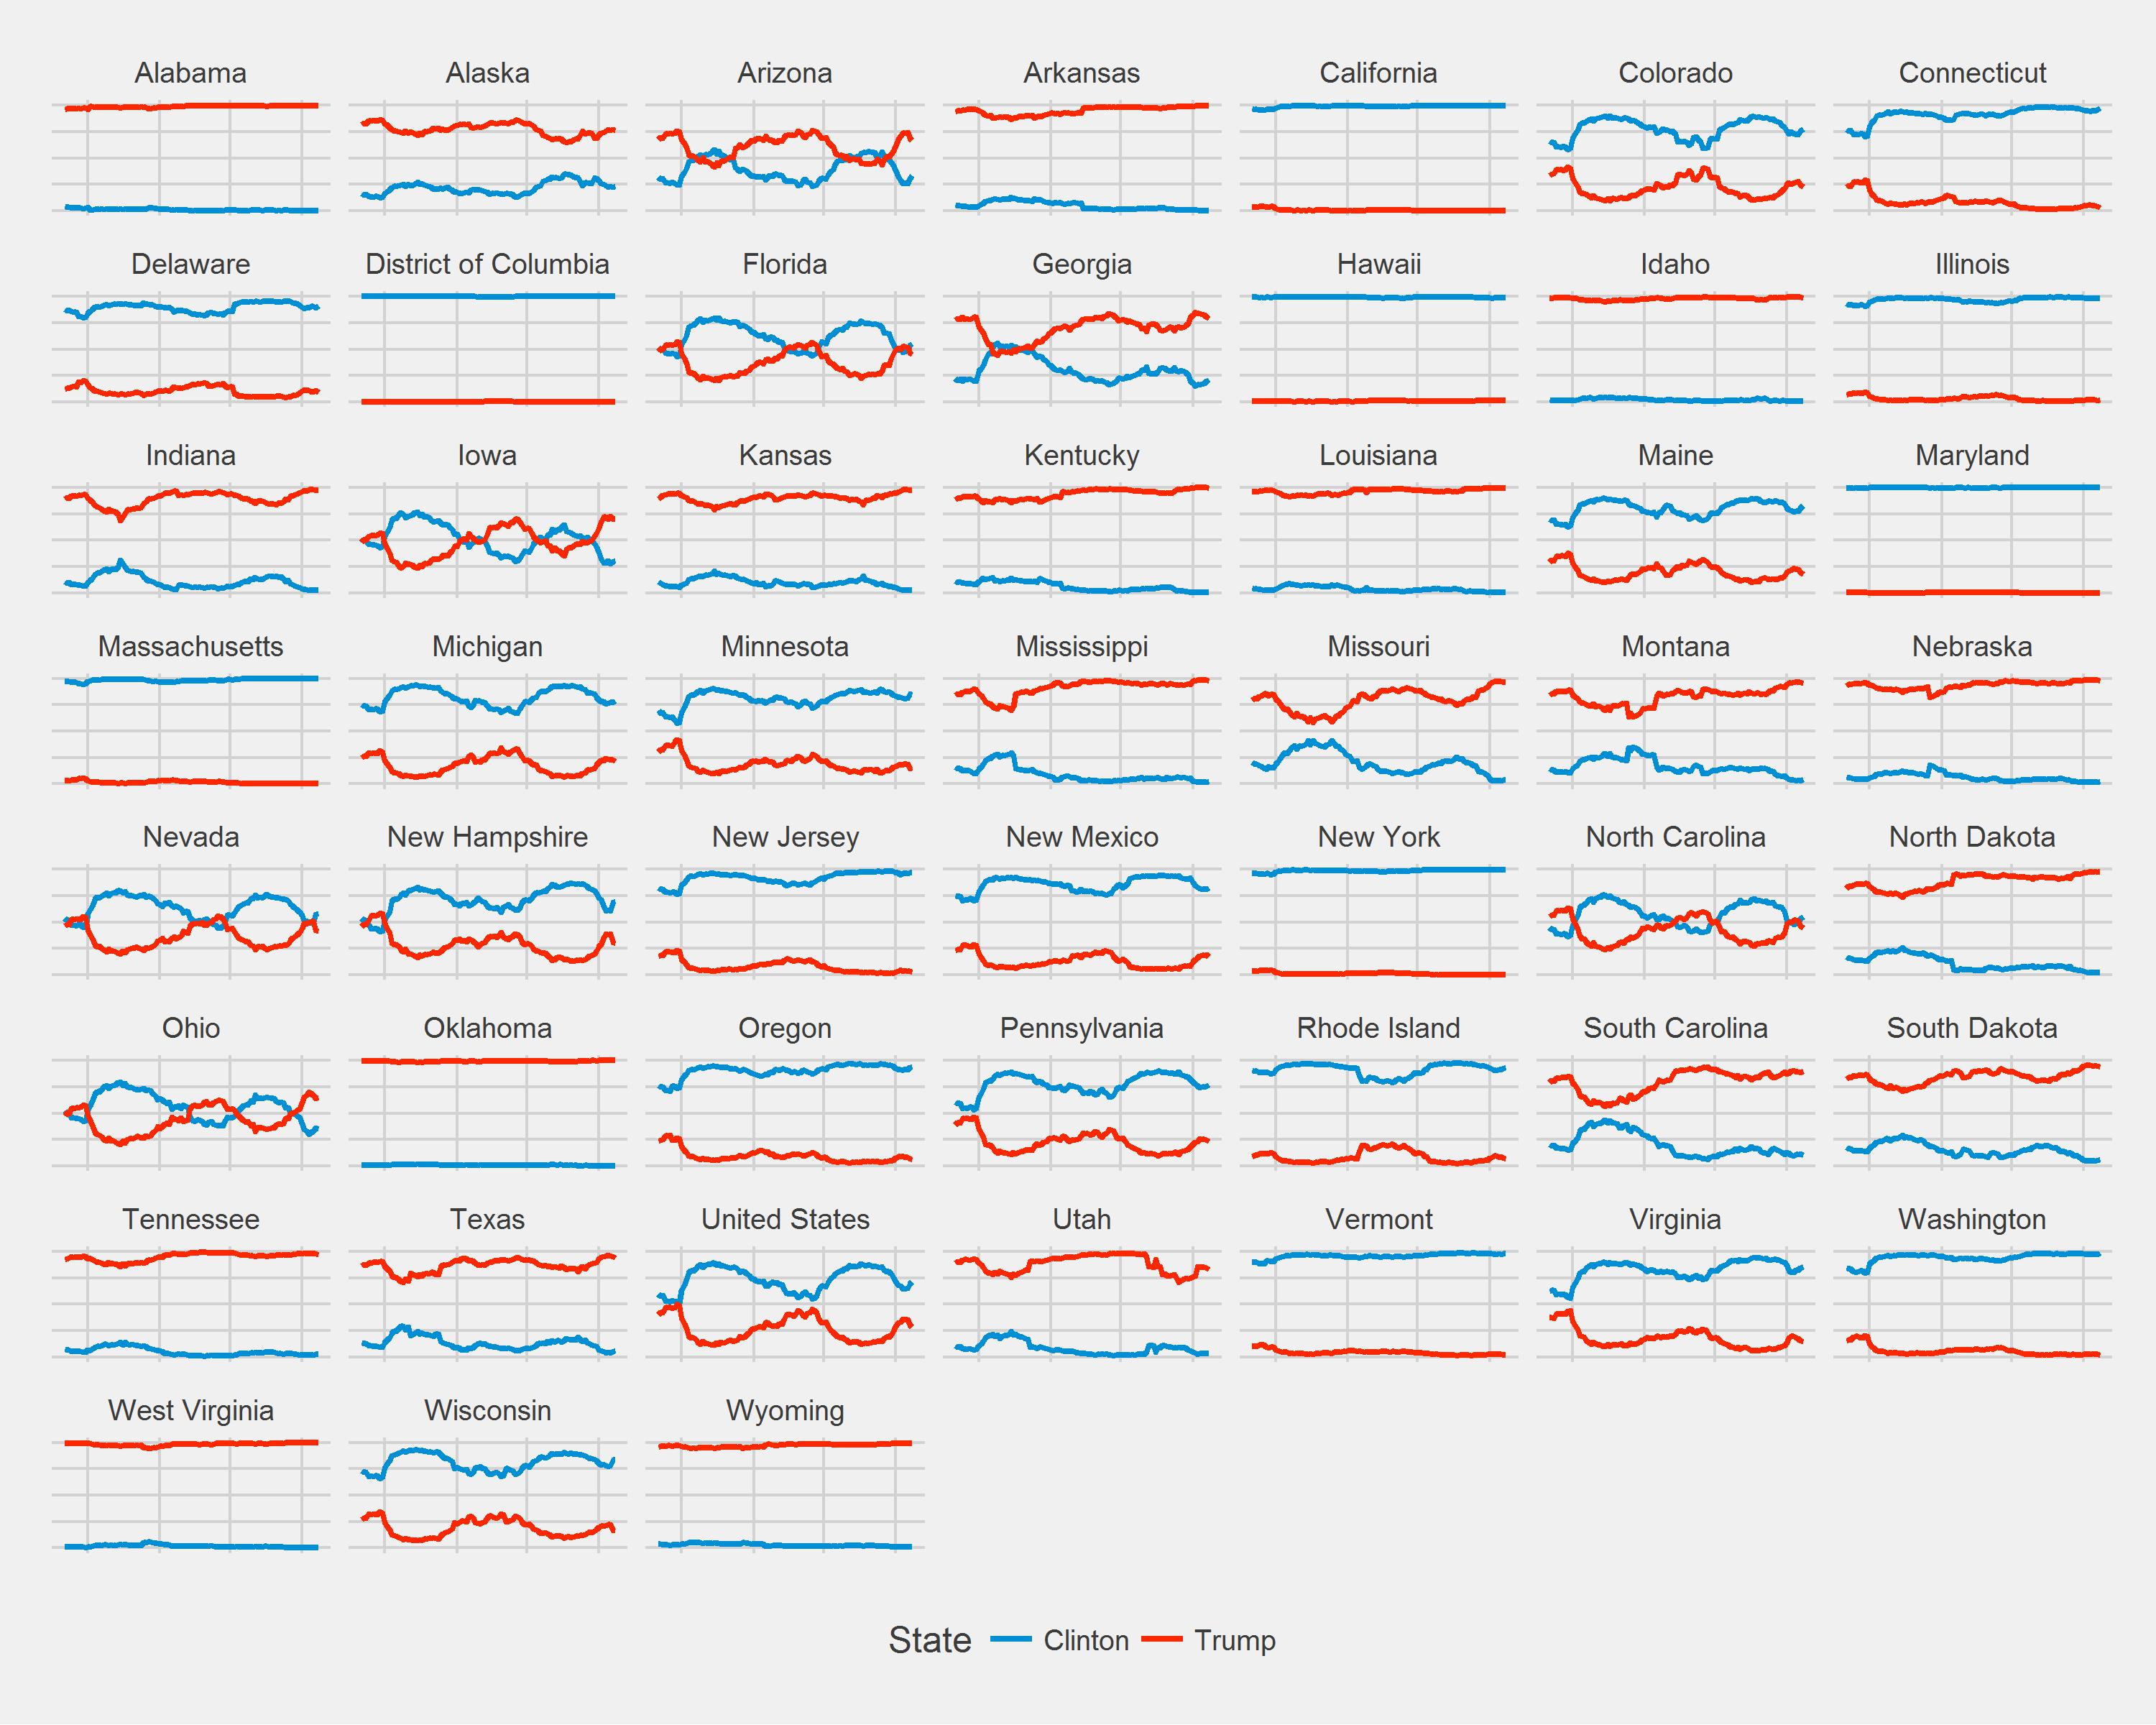 Alabama Alaska Arizona Arkansas California Colorado Connecticut
Delaware District of Columbia Florida Georgia Hawaii Idaho Illinois
Indiana Iowa Kansas Kentucky Louisiana Maine Maryland
Massachusetts Michigan Minnesota Mississippi Missouri Montana Nebraska
Nevada New Hampshire New Jersey New Mexico New York North Carolina North Dakota
Ohio Oklahoma Oregon Pennsylvania Rhode Island South Carolina South Dakota
Tennessee Texas United States Utah Vermont Virginia Washington
West Virginia Wisconsin Wyoming
State Clinton Trump